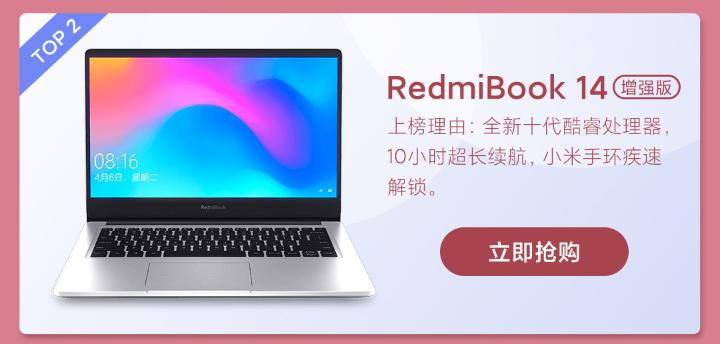 TOP 2
RedmiBook 14 增强版
上榜理由：全新十代酷睿处理器，
10小时超长续航，小米手环疾速
解锁。
立即抢购
08:16
4月6日，星期二
RedmiBook